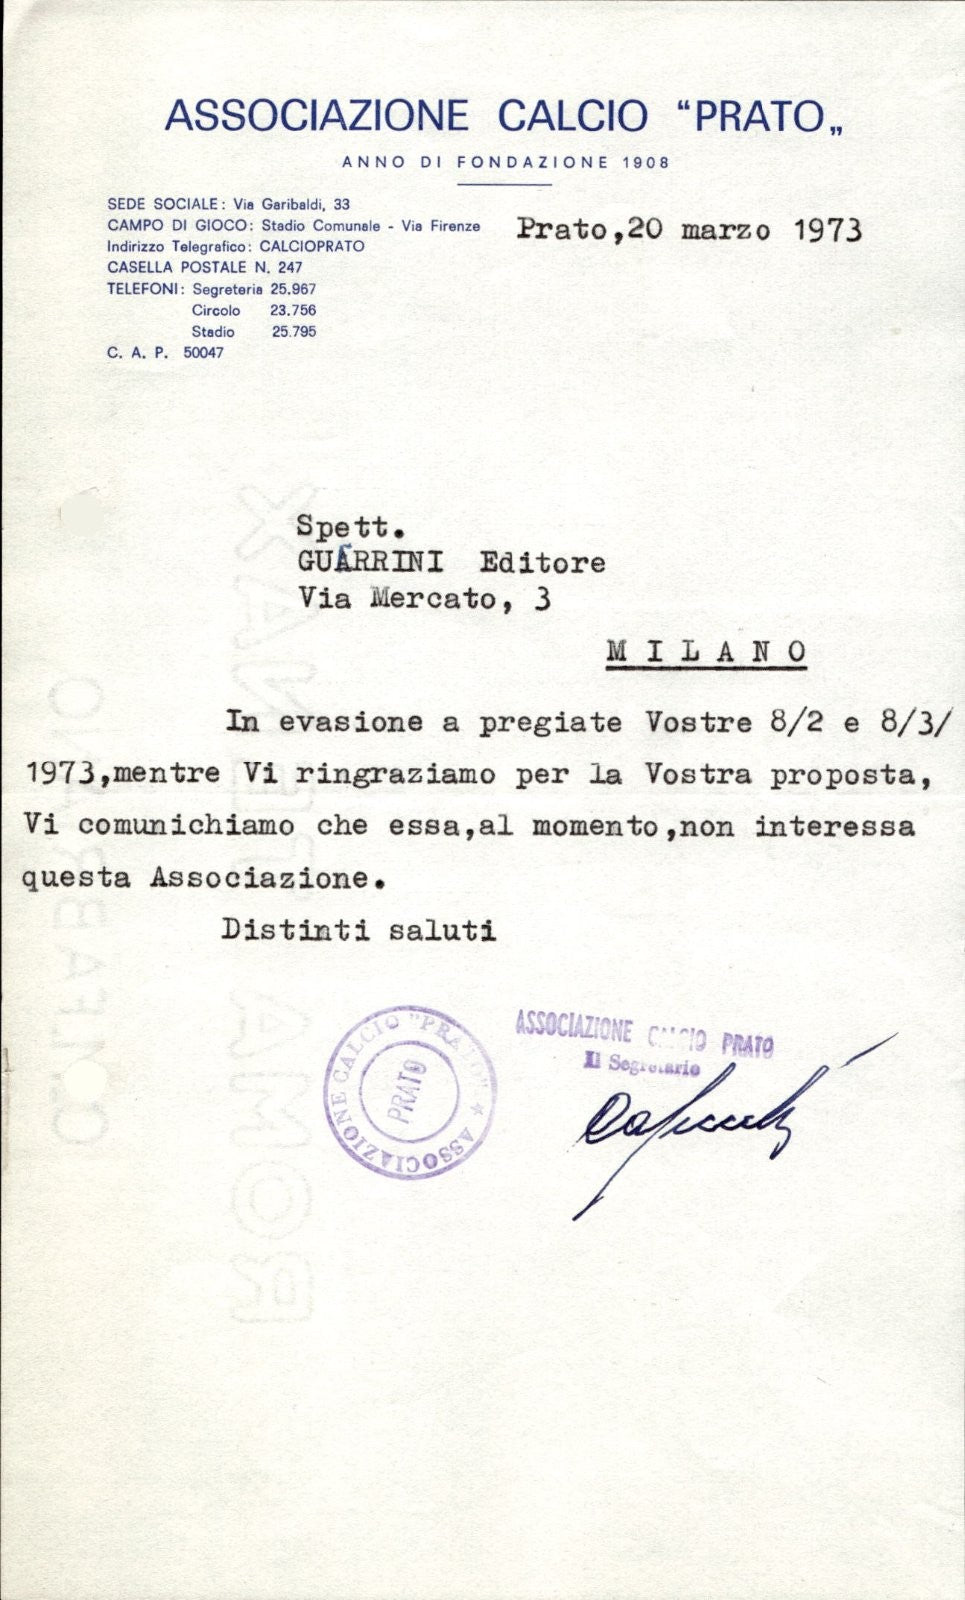 ASSOCIAZIONE CALCIO “PRATO„
ANNO DI FONDAZIONE 1908
SEDE SOCIALE: Via Garibaldi, 33
CAMPO DI GIOCO: Stadio Comunale - Via Firenze
Indirizzo Telegrafico: CALCIOPRATO
CASELLA POSTALE N. 247
TELEFONI: Segreteria 25.967
Circolo 23.756
Stadio 25.795
C. A. P. 50047
Prato,20 marzo 1973
Spett.
GUARRINI Editore
Via Mercato, 3
M I L A N O
In evasione a pregiate Vostre 8/2 e 8/3/
1973,mentre Vi ringraziamo per la Vostra proposta,
Vi comunichiamo che essa,al momento,non interessa
questa Associazione.
Distinti saluti
ASSOCIAZIONE CALCIO "PRATO" ★
PRATO
ASSOCIAZIONE CALCIO PRATO
Il Segretario